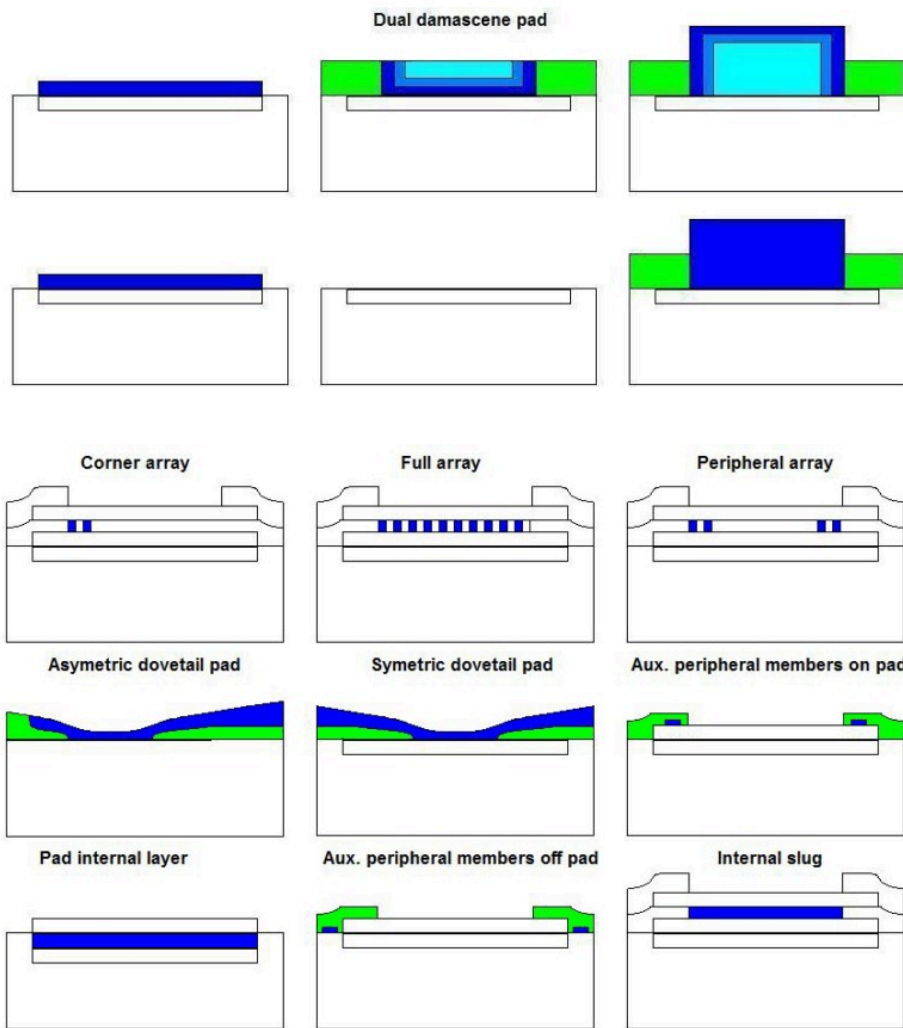 Dual damascene pad
Corner array
Full array
Peripheral array
Asymetric dovetail pad
Symetric dovetail pad
Aux. peripheral members on pad
Pad internal layer
Aux. peripheral members off pad
Internal slug